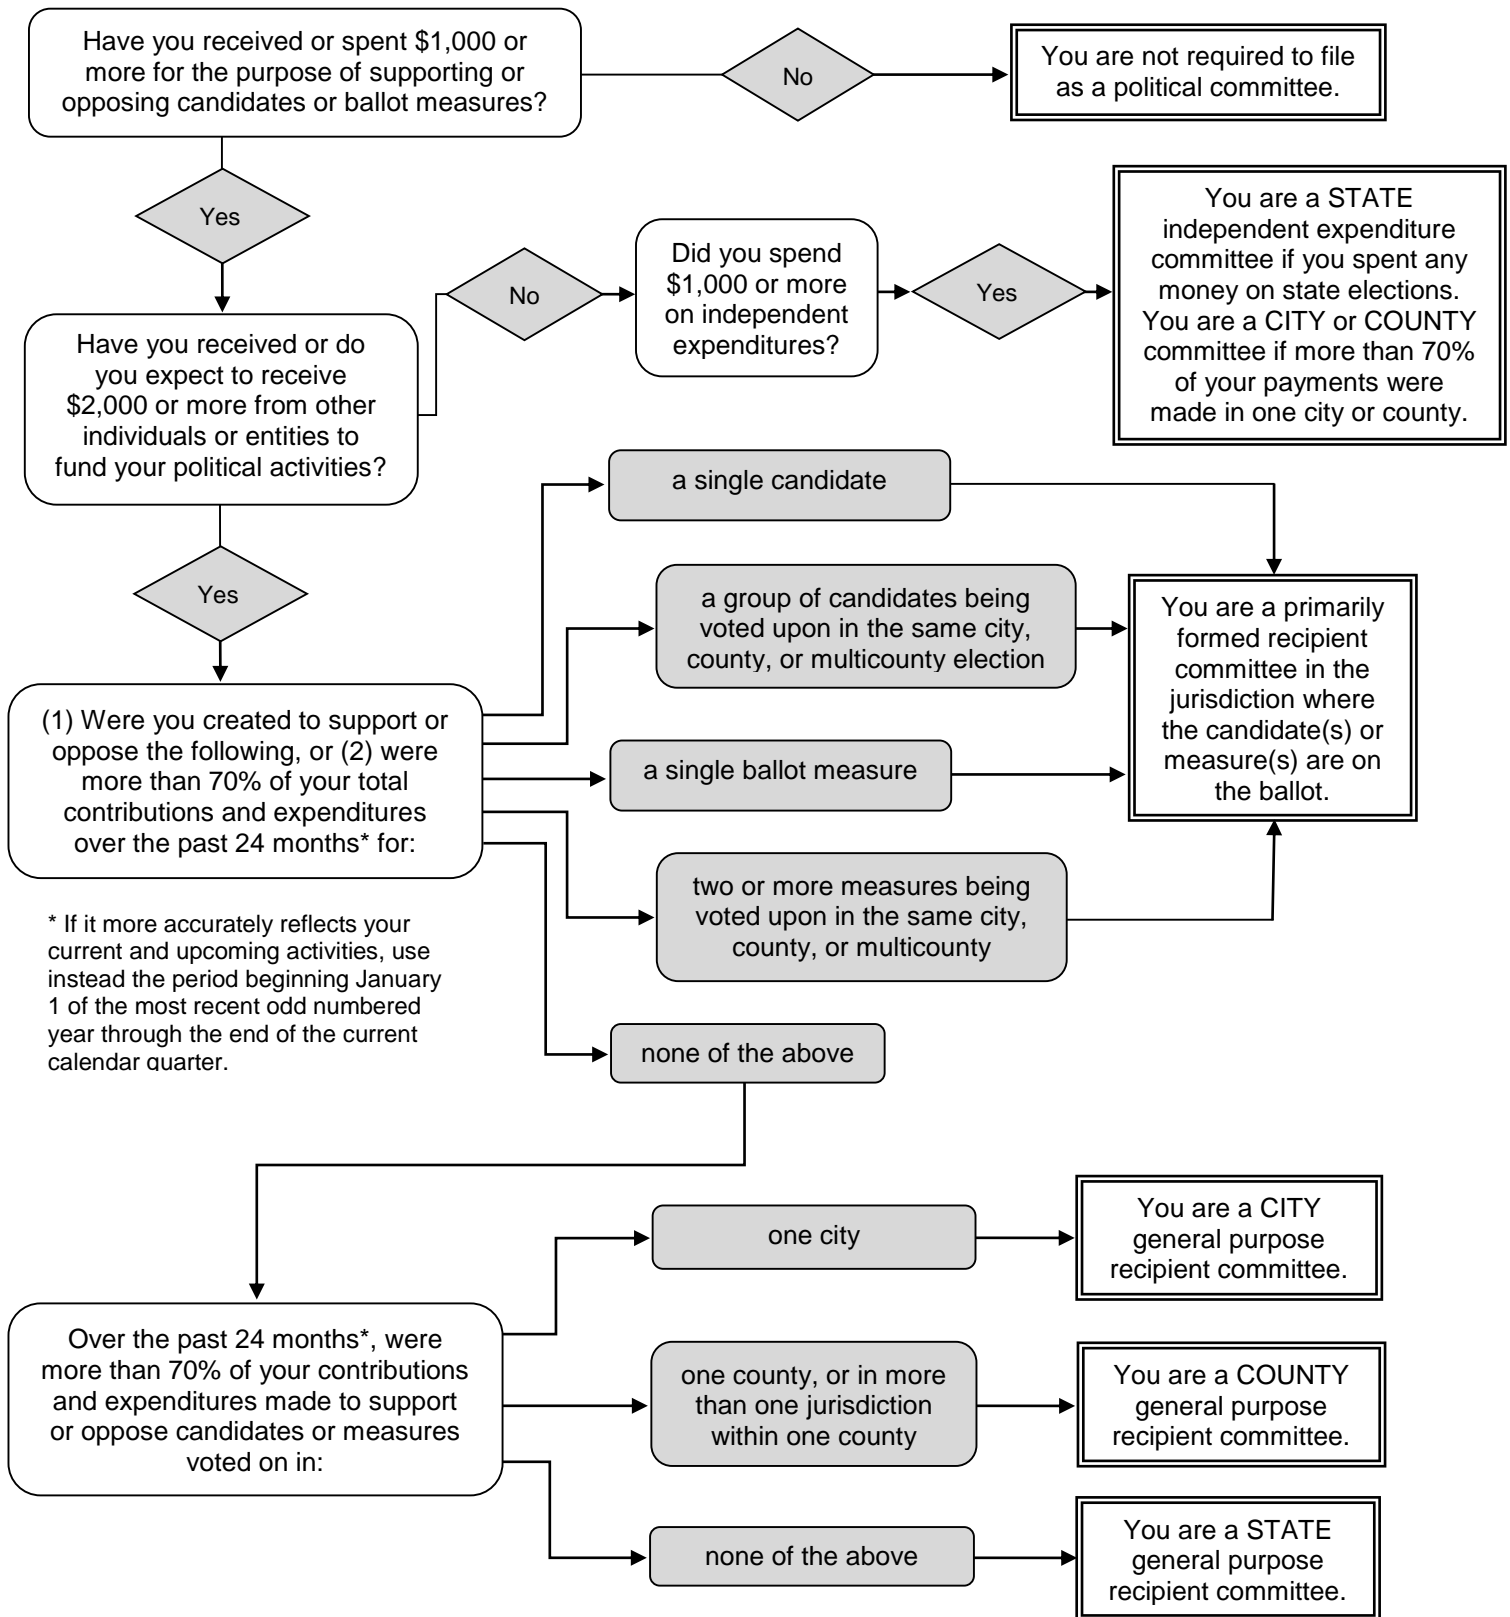 Have you received or spent $1,000 or
more for the purpose of supporting or
opposing candidates or ballot measures?
No
You are not required to file
as a political committee.
Yes
Have you received or do
you expect to receive
$2,000 or more from other
individuals or entities to
fund your political activities?
No
Did you spend
$1,000 or more
on independent
expenditures?
Yes
You are a STATE
independent expenditure
committee if you spent any
money on state elections.
You are a CITY or COUNTY
committee if more than 70%
of your payments were
made in one city or county.
Yes
(1) Were you created to support or
oppose the following, or (2) were
more than 70% of your total
contributions and expenditures
over the past 24 months* for:
a single candidate
a group of candidates being
voted upon in the same city,
county, or multicounty election
a single ballot measure
two or more measures being
voted upon in the same city,
county, or multicounty
none of the above
You are a primarily
formed recipient
committee in the
jurisdiction where
the candidate(s) or
measure(s) are on
the ballot.
* If it more accurately reflects your
current and upcoming activities, use
instead the period beginning January
1 of the most recent odd numbered
year through the end of the current
calendar quarter.
Over the past 24 months*, were
more than 70% of your contributions
and expenditures made to support
or oppose candidates or measures
voted on in:
one city
You are a CITY
general purpose
recipient committee.
one county, or in more
than one jurisdiction
within one county
You are a COUNTY
general purpose
recipient committee.
none of the above
You are a STATE
general purpose
recipient committee.